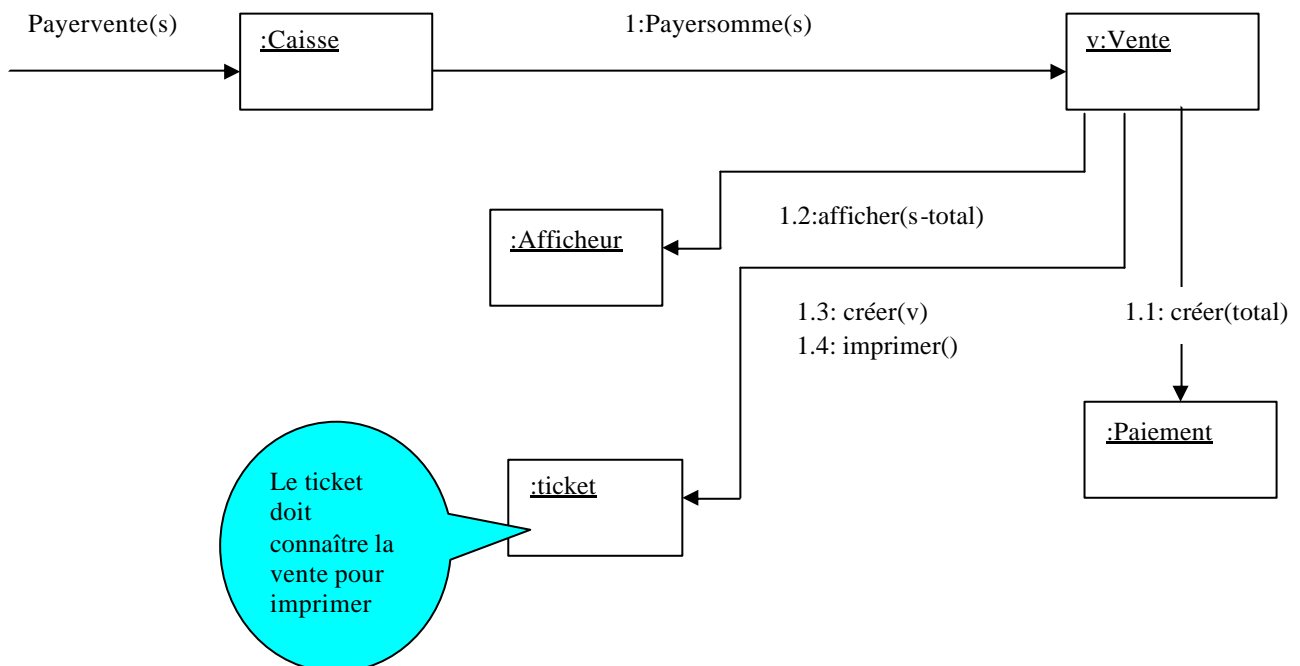 Payervente(s)
:Caisse
1:Payersomme(s)
v:Vente
1.2:afficher(s-total)
:Afficheur
1.3: créer(v)
1.4: imprimer()
1.1: créer(total)
:Paiement
:ticket
Le ticket
doit
connaître la
vente pour
imprimer